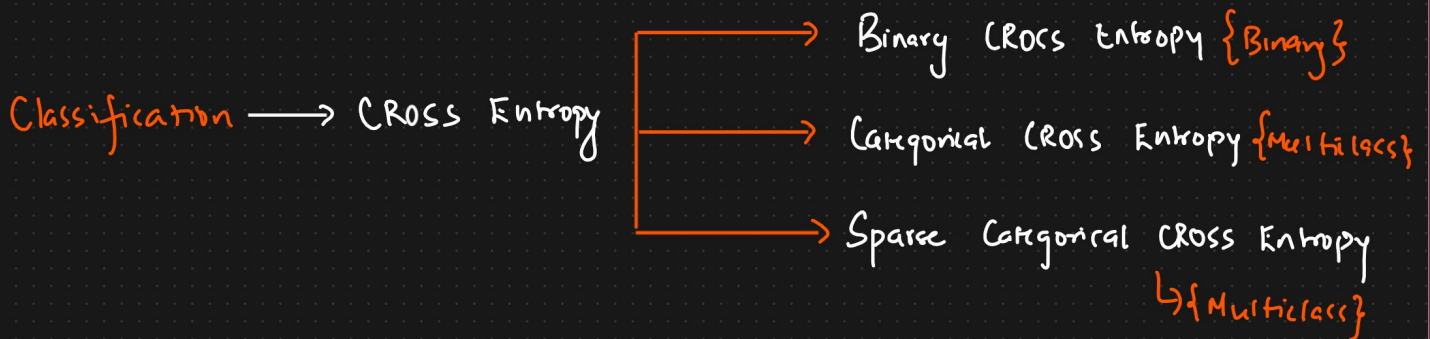 Binary CROSS Entropy {Binary}
Classification → CROSS Entropy
Categorical CROSS Entropy {Multiclass}
Sparse Categorical CROSS Entropy
↳{Multiclass}